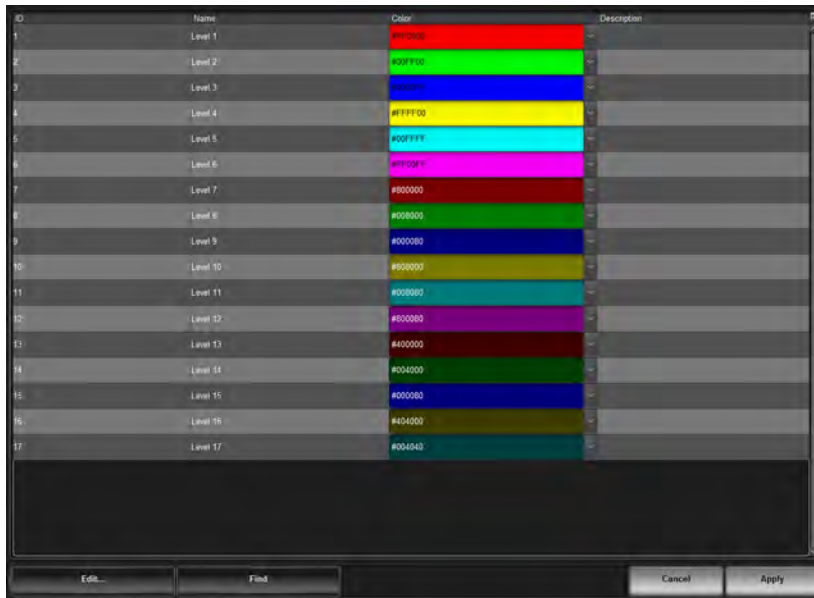 ID Name Color Description
1 Level 1 #FF0000
2 Level 2 #00FF00
3 Level 3
4 Level 4 #FFFF00
5 Level 5 #00FFFF
6 Level 6 #FF00FF
7 Level 7 #800000
8 Level 8 #008000
9 Level 9 #000080
10 Level 10 #808000
11 Level 11 #008080
12 Level 12 #800080
13 Level 13 #400000
14 Level 14 #004000
15 Level 15 #000080
16 Level 16 #404000
17 Level 17 #004040
Edit... Find Cancel Apply